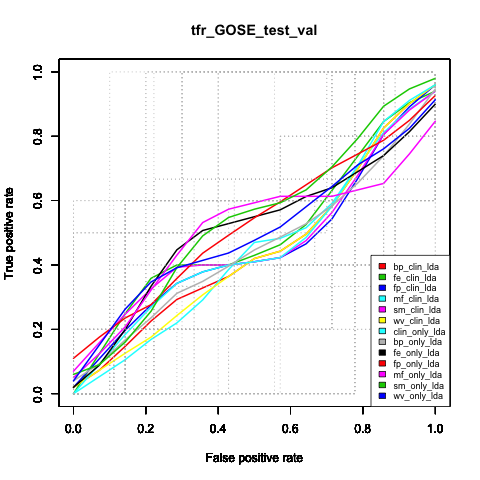 tfr_GOSE_test_val
True positive rate
1.0
0.8
0.6
0.4
0.2
0.0
bp_clin_lda
fe_clin_lda
fp_clin_lda
mf_clin_lda
sm_clin_lda
wv_clin_lda
clin_only_lda
bp_only_lda
fe_only_lda
fp_only_lda
mf_only_lda
sm_only_lda
wv_only_lda
0.0 0.2 0.4 0.6 0.8 1.0
False positive rate